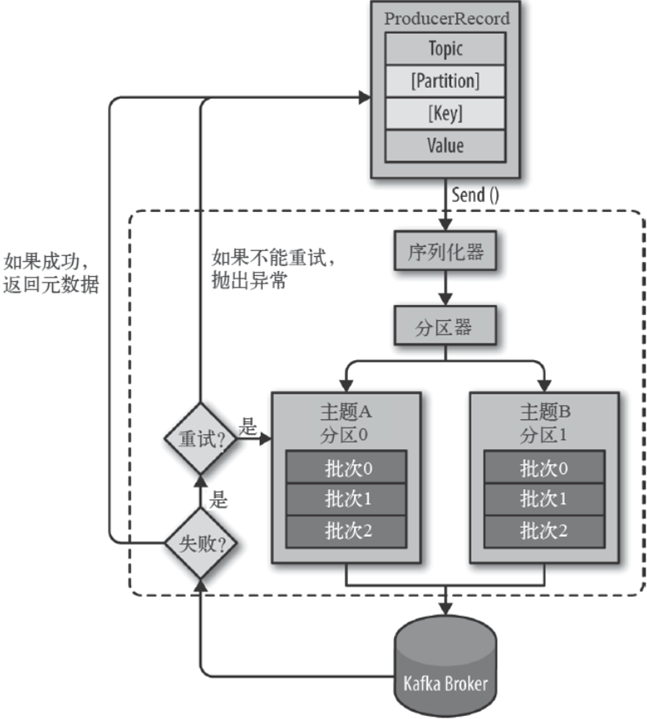 ProducerRecord
Topic
[Partition]
[Key]
Value
Send ()
序列化器
分区器
如果成功，
返回元数据
如果不能重试，
抛出异常
主题A
分区0
批次0
批次1
批次2
主题B
分区1
批次0
批次1
批次2
重试?
是
是
失败?
Kafka Broker